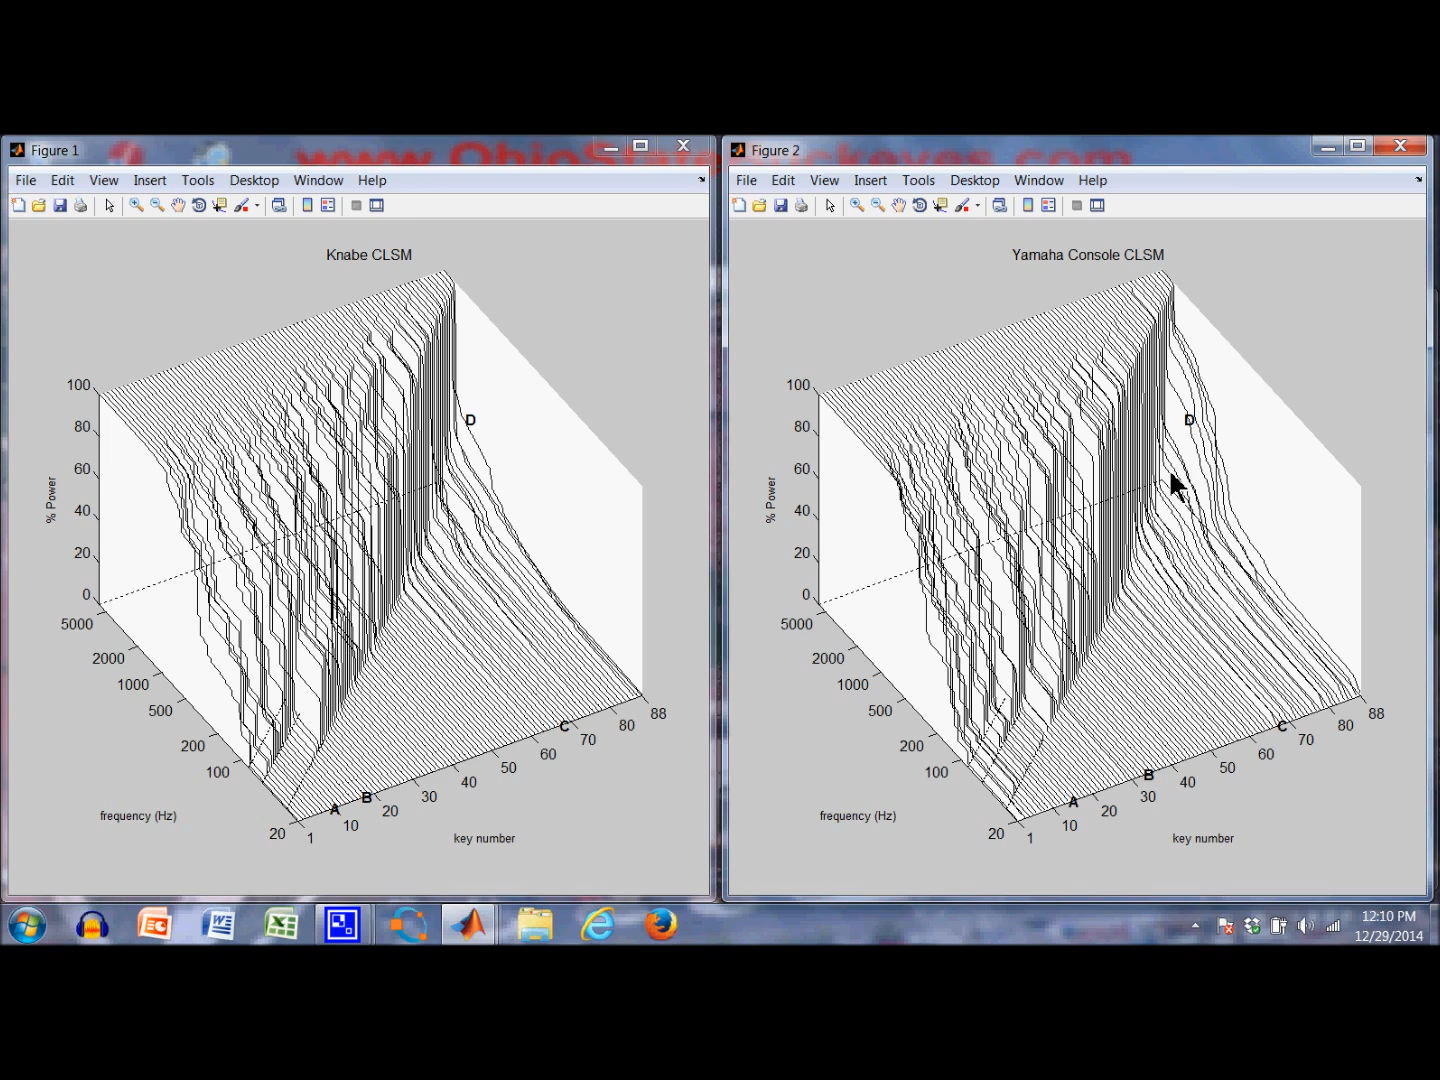 www.OhioStateBuckeyes.com
Figure 1
File Edit View Insert Tools Desktop Window Help
Knabe CLSM
100
80
60
40
20
0
% Power
5000
2000
1000
500
200
100
20
frequency (Hz)
1
10
20
30
40
50
60
70
80
88
key number
A
B
C
D
Figure 2
File Edit View Insert Tools Desktop Window Help
Yamaha Console CLSM
100
80
60
40
20
0
% Power
5000
2000
1000
500
200
100
20
frequency (Hz)
1
10
20
30
40
50
60
70
80
88
key number
A
B
C
D
12:10 PM
12/29/2014